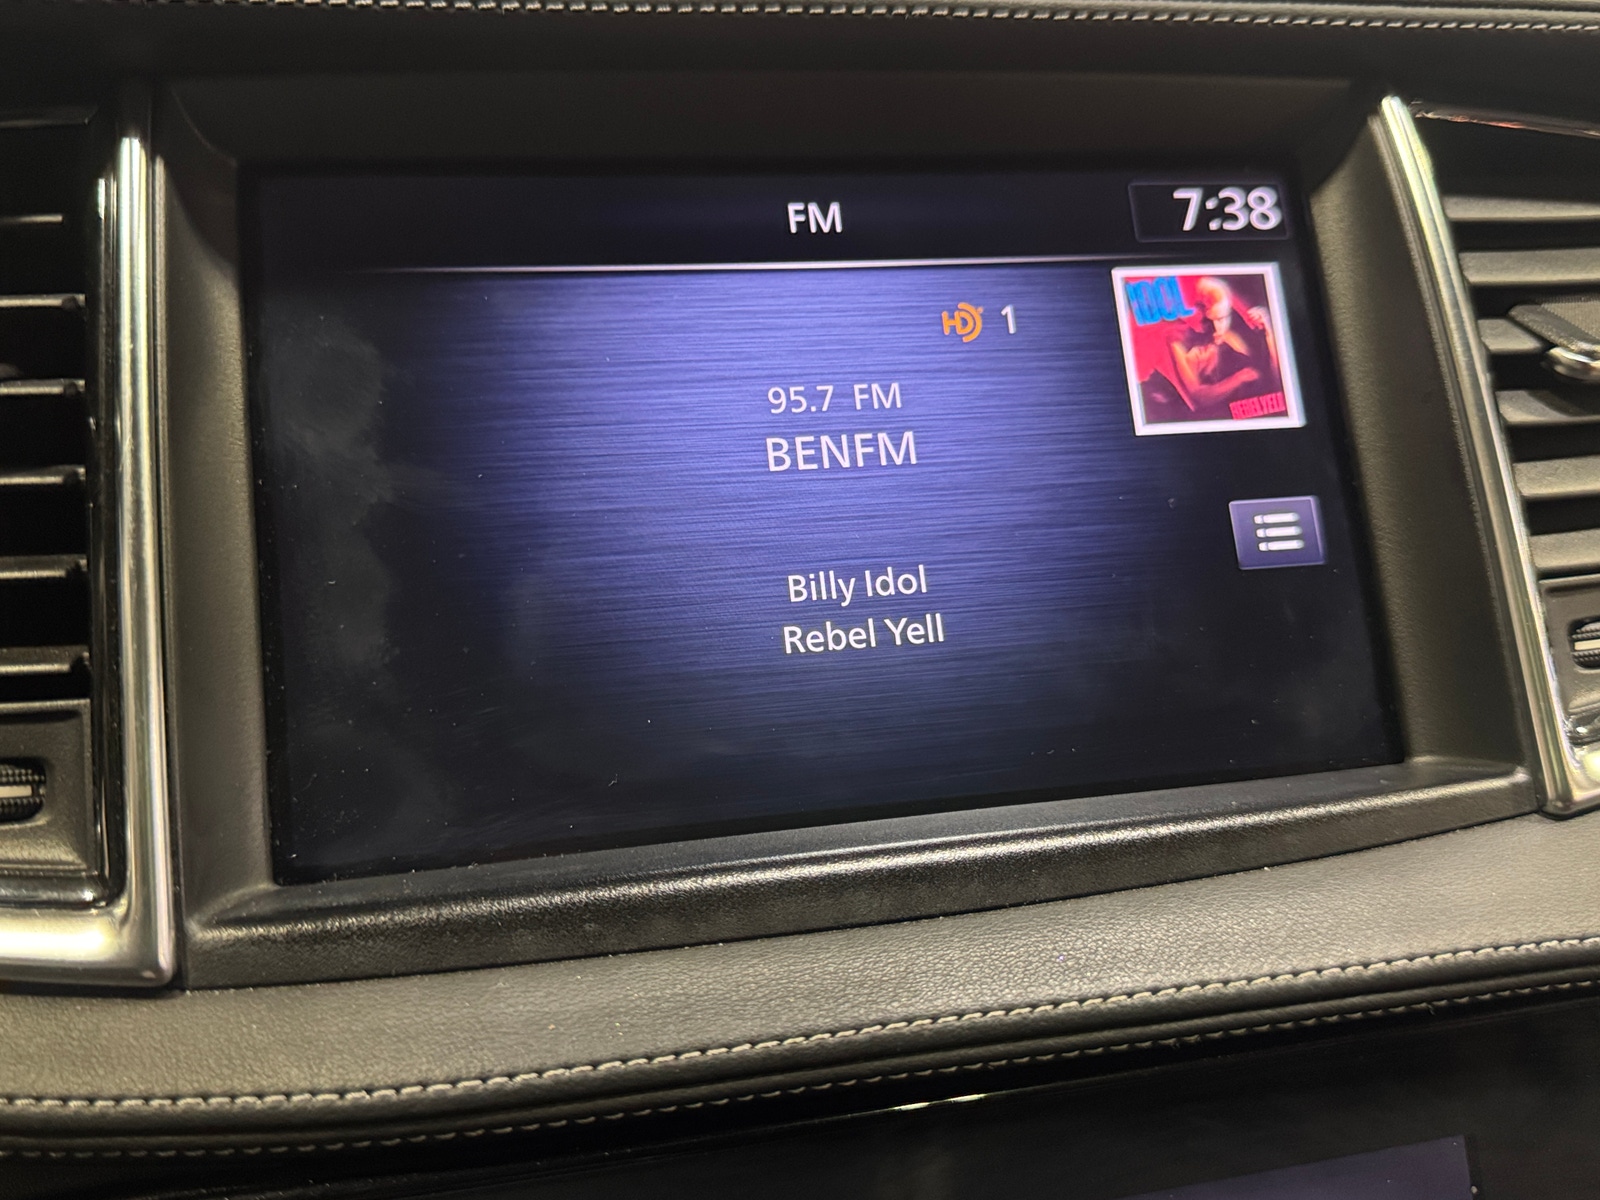 FM
7:38
HD 1
IDOL
REBEL YELL
95.7 FM
BENFM
Billy Idol
Rebel Yell